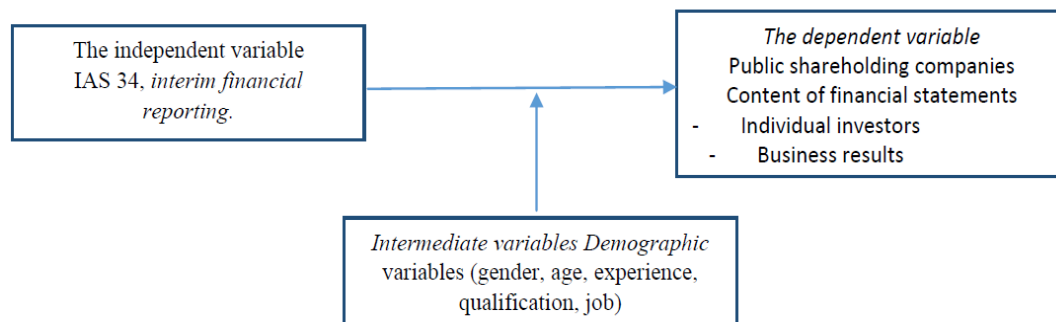 The independent variable
IAS 34, interim financial
reporting.
The dependent variable
Public shareholding companies
Content of financial statements
- Individual investors
- Business results
Intermediate variables Demographic
variables (gender, age, experience,
qualification, job)